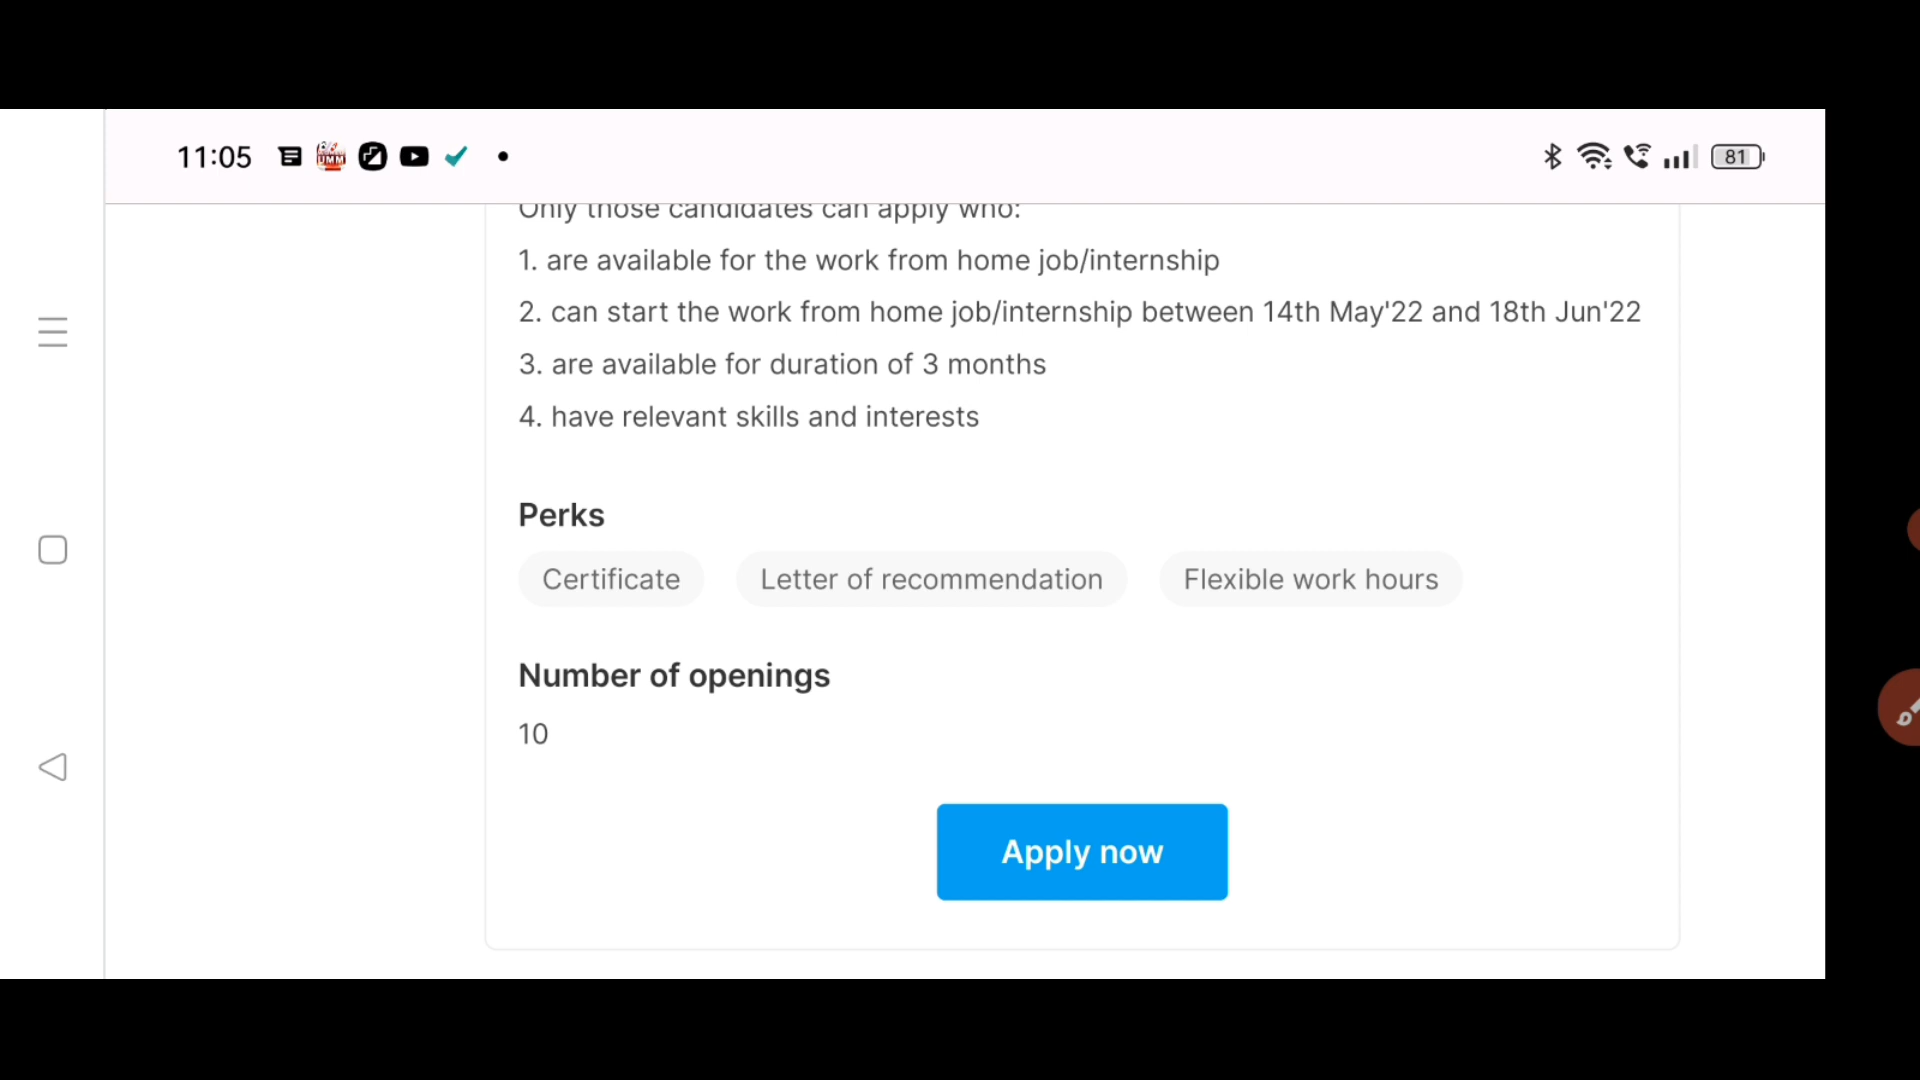 11:05
UMM
81
Only those candidates can apply who:
1. are available for the work from home job/internship
2. can start the work from home job/internship between 14th May'22 and 18th Jun'22
3. are available for duration of 3 months
4. have relevant skills and interests
Perks
Certificate Letter of recommendation Flexible work hours
Number of openings
10
Apply now